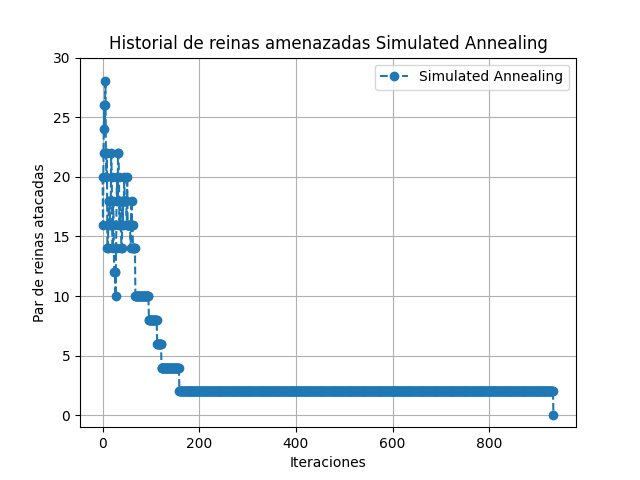 Historial de reinas amenazadas Simulated Annealing
Simulated Annealing
30
25
20
15
10
5
0
Par de reinas atacadas
0 200 400 600 800
Iteraciones